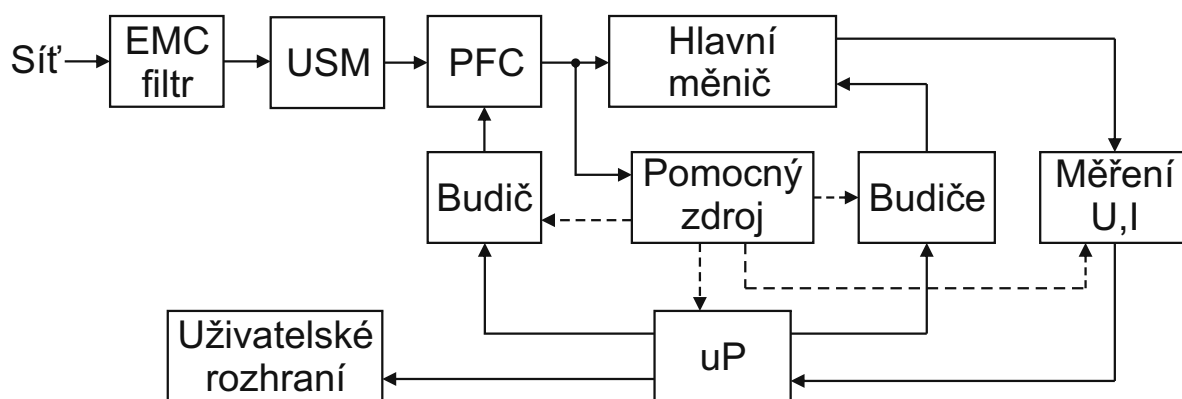 Síť
EMC
filtr
USM
PFC
Hlavní
měnič
Budič
Pomocný
zdroj
Budiče
Měření
U,I
Uživatelské
rozhraní
uP